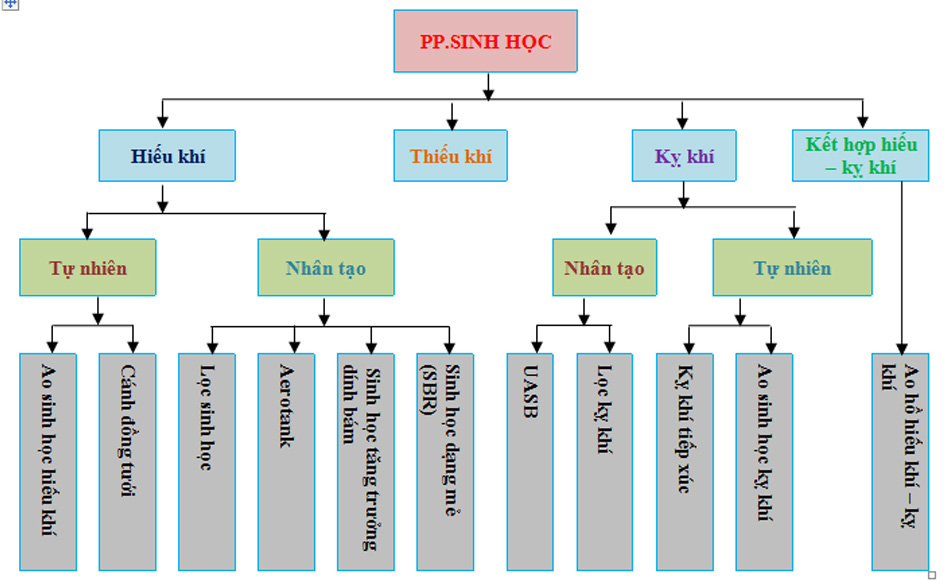 PP.SINH HỌC
Hiếu khí
Thiếu khí
Kỵ khí
Kết hợp hiếu
– kỵ khí
Tự nhiên
Nhân tạo
Nhân tạo
Tự nhiên
Ao sinh học hiếu khí
Cánh đồng tưới
Lọc sinh học
Aerotank
Sinh học tăng trưởng
dính bám
Sinh học dạng mẻ
(SBR)
UASB
Lọc kỵ khí
Kỵ khí tiếp xúc
Ao sinh học kỵ khí
Ao hồ hiếu khí – kỵ
khí